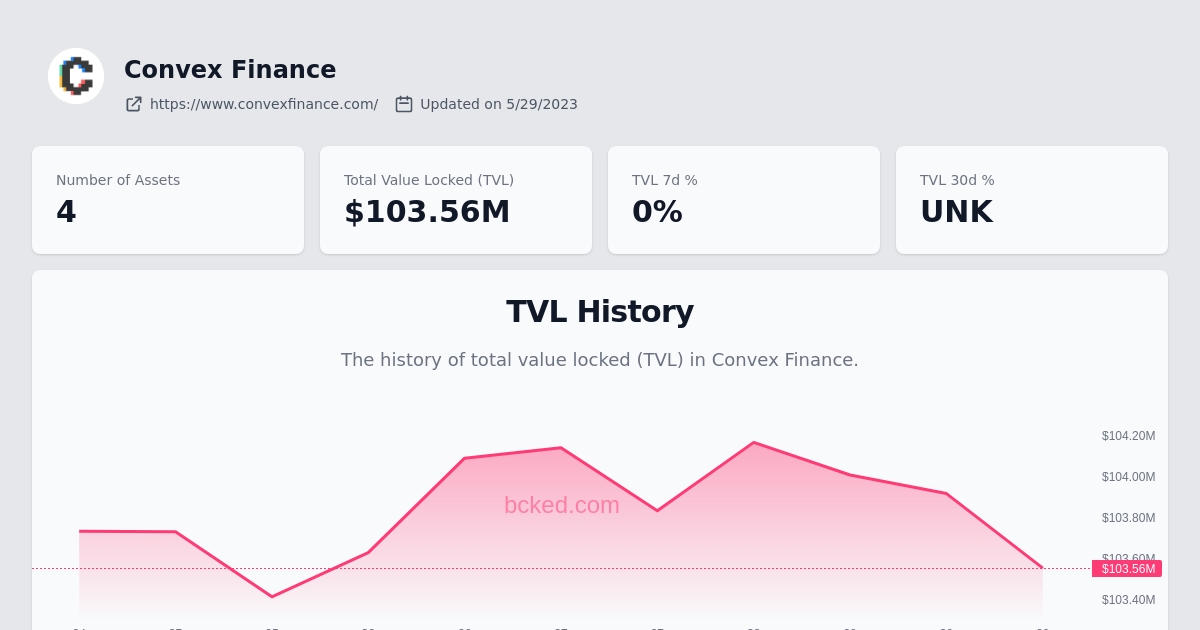 Convex Finance
https://www.convexfinance.com/ Updated on 5/29/2023
Number of Assets
4
Total Value Locked (TVL)
$103.56M
TVL 7d %
0%
TVL 30d %
UNK
TVL History
The history of total value locked (TVL) in Convex Finance.
$104.20M
$104.00M
bcked.com
$103.80M
$103.60M
$103.56M
$103.40M